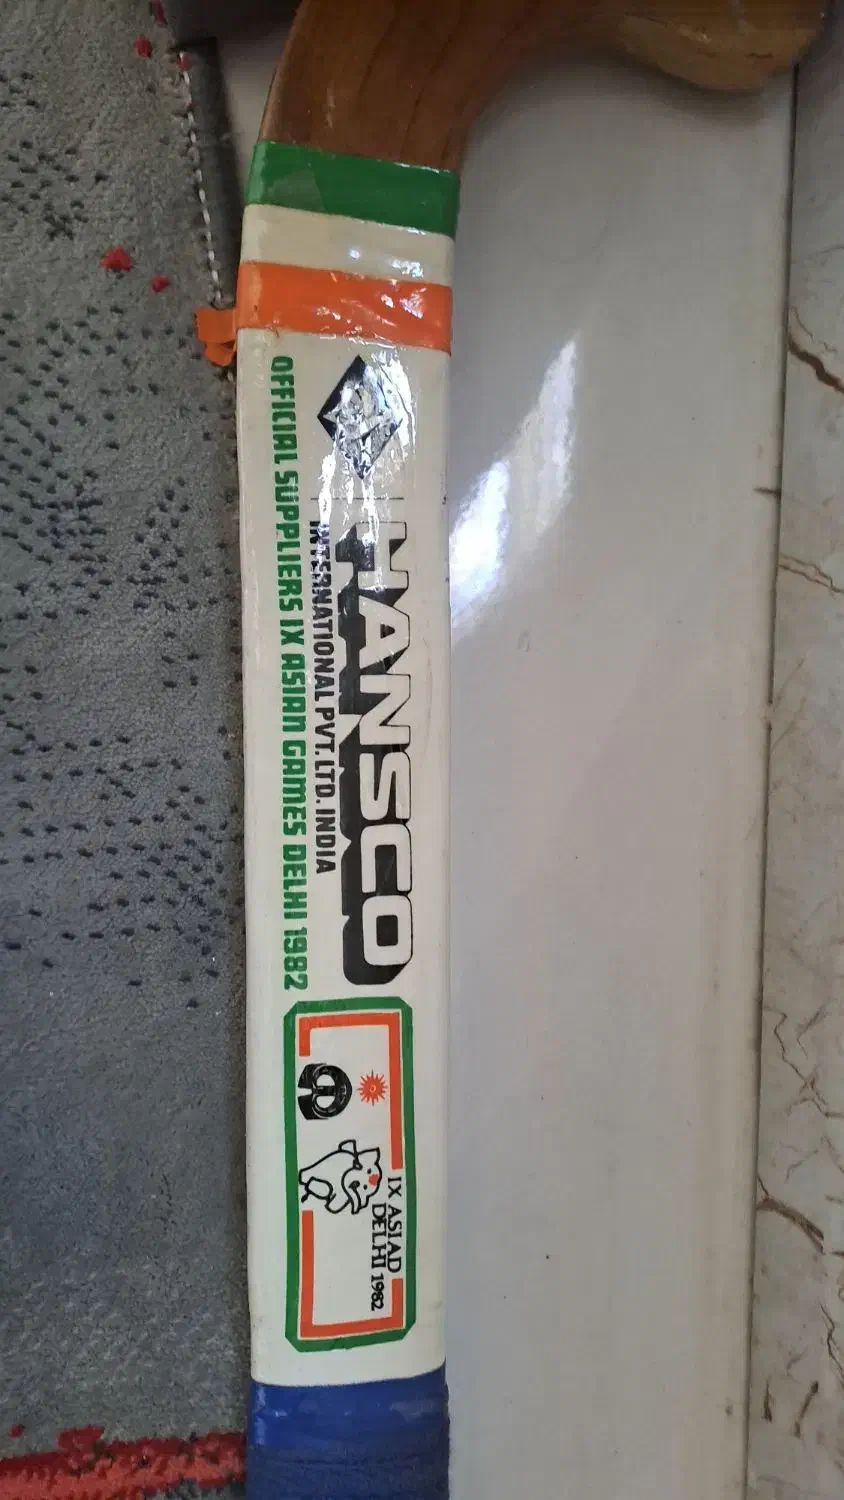 HANSCO
INTERNATIONAL PVT. LTD. INDIA
OFFICIAL SUPPLIERS IX ASIAN GAMES DELHI 1982
IX ASIAD
DELHI 1982